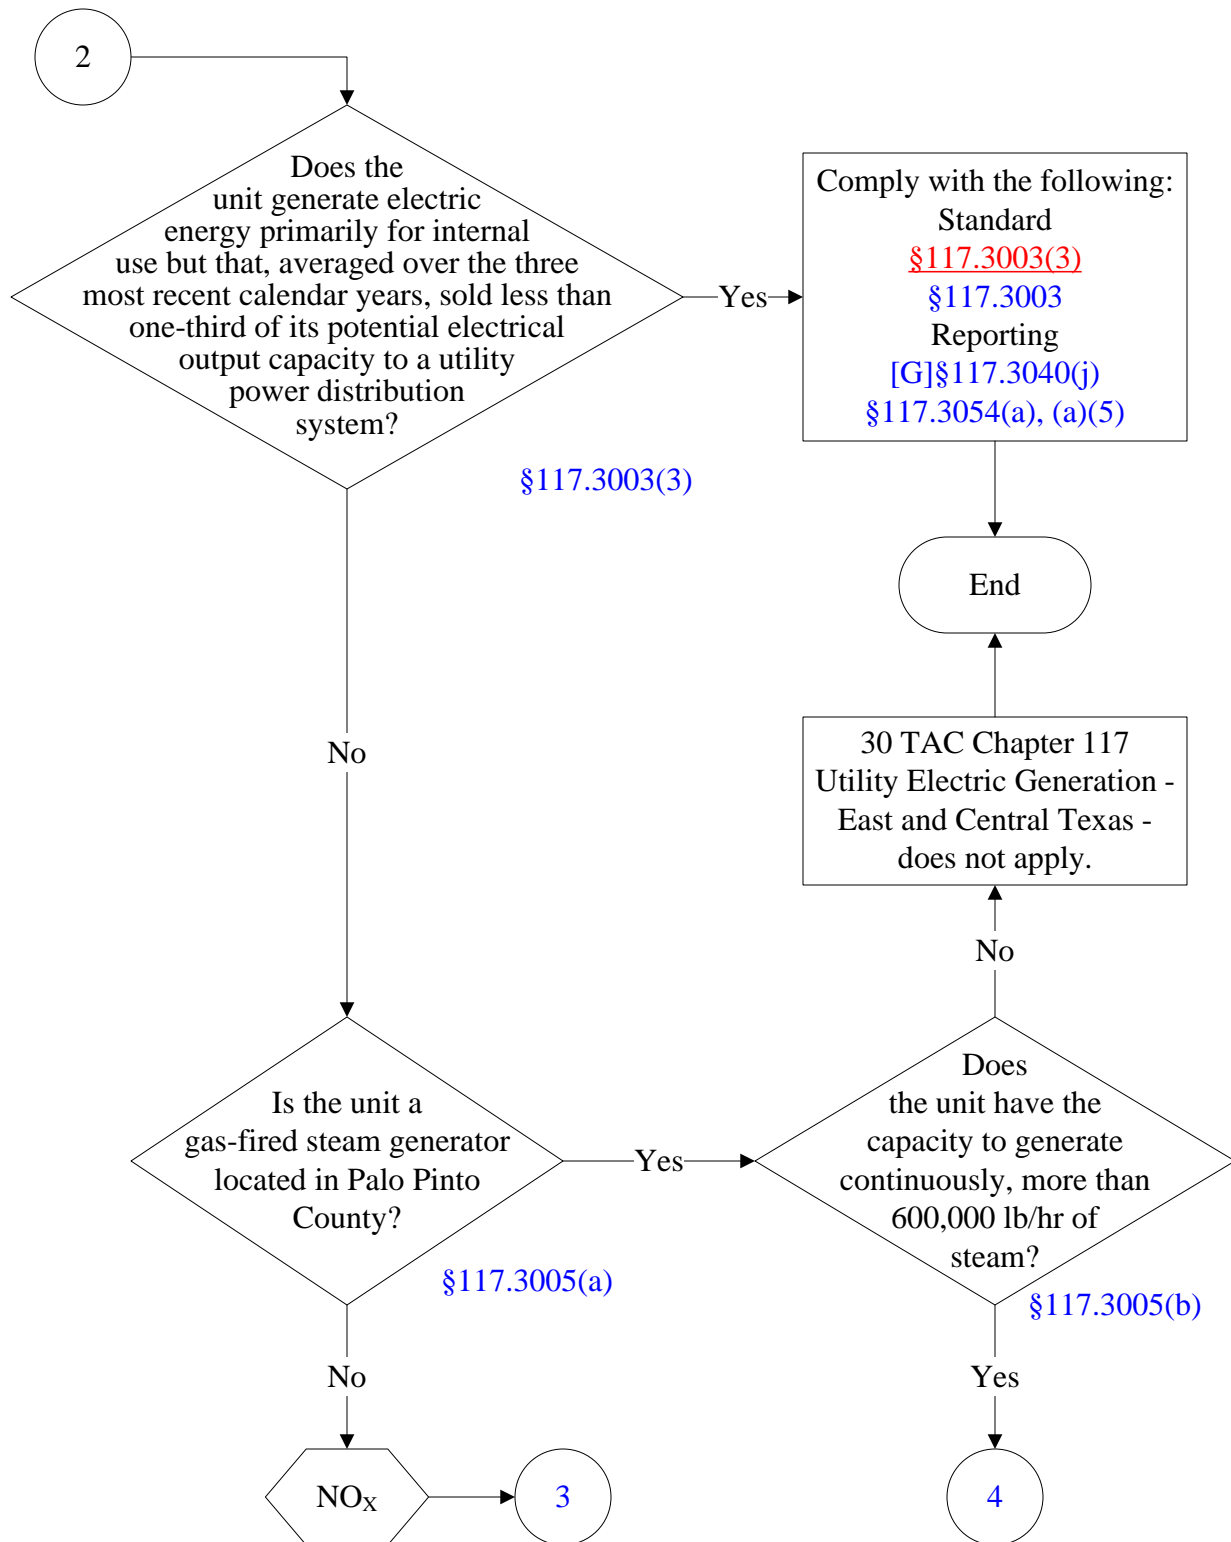 2
Does the
unit generate electric
energy primarily for internal
use but that, averaged over the three
most recent calendar years, sold less than
one-third of its potential electrical
output capacity to a utility
power distribution
system?
§117.3003(3)
Yes
Comply with the following:
Standard
§117.3003(3)
§117.3003
Reporting
[G]§117.3040(j)
§117.3054(a), (a)(5)
End
No
30 TAC Chapter 117
Utility Electric Generation -
East and Central Texas -
does not apply.
No
Is the unit a
gas-fired steam generator
located in Palo Pinto
County?
§117.3005(a)
Yes
Does
the unit have the
capacity to generate
continuously, more than
600,000 lb/hr of
steam?
§117.3005(b)
No
Yes
NOX
3
4